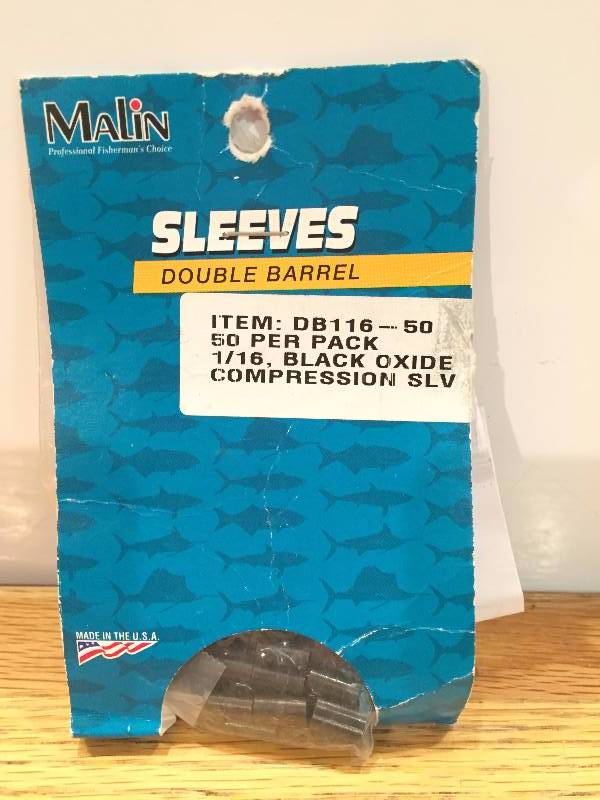 MALiN
Professional Fisherman's Choice
SLEEVES
DOUBLE BARREL
ITEM: DB116-50
50 PER PACK
1/16, BLACK OXIDE
COMPRESSION SLV
MADE IN THE U.S.A.